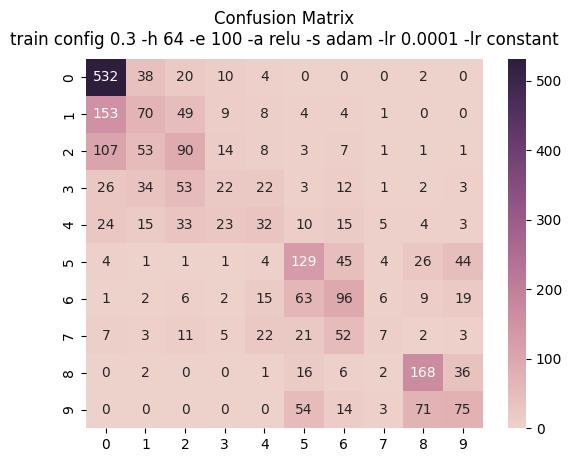 Confusion Matrix
train config 0.3 -h 64 -e 100 -a relu -s adam -lr 0.0001 -lr constant
0 532 38 20 10 4 0 0 0 2 0
1 153 70 49 9 8 4 4 1 0 0
2 107 53 90 14 8 3 7 1 1 1
3 26 34 53 22 22 3 12 1 2 3
4 24 15 33 23 32 10 15 5 4 3
5 4 1 1 1 4 129 45 4 26 44
6 1 2 6 2 15 63 96 6 9 19
7 7 3 11 5 22 21 52 7 2 3
8 0 2 0 0 1 16 6 2 168 36
9 0 0 0 0 0 54 14 3 71 75
0 1 2 3 4 5 6 7 8 9
500
400
300
200
100
0